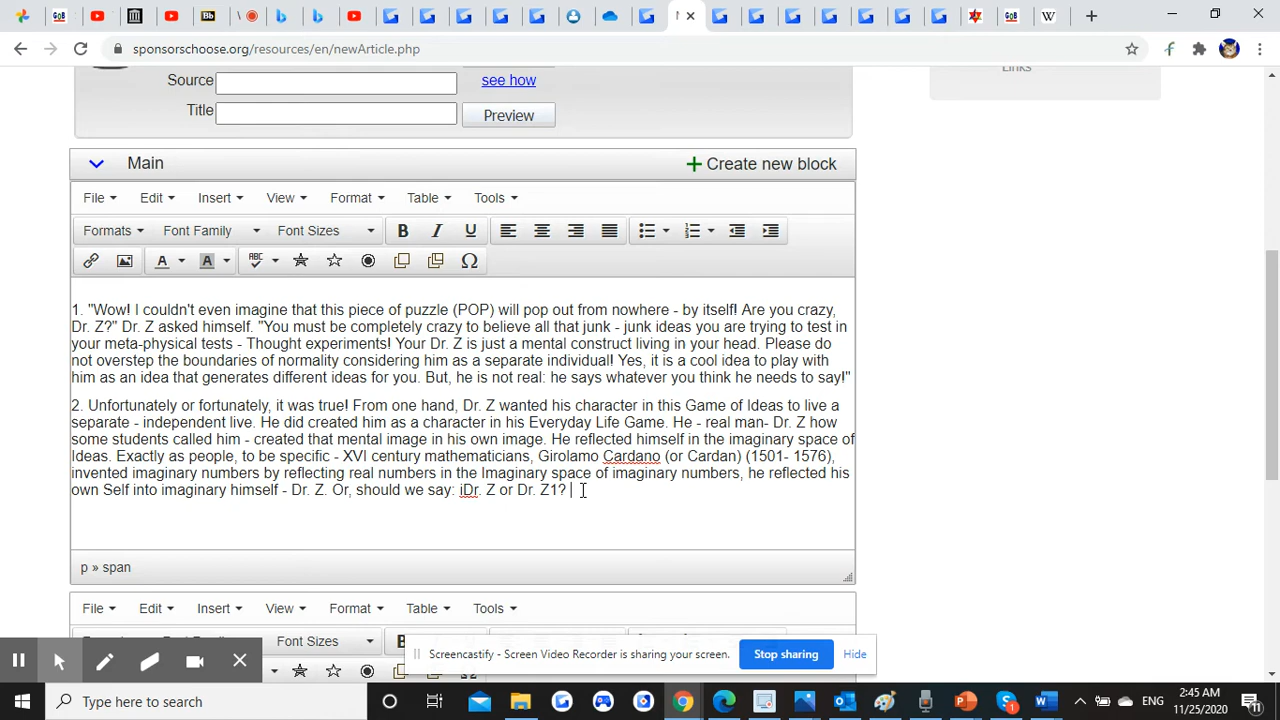 sponsorschoose.org/resources/en/newArticle.php
Links
Source
see how
Title
Preview
Main
Create new block
File Edit Insert View Format Table Tools
Formats Font Family Font Sizes B I U
A A ABC Ω
1. "Wow! I couldn't even imagine that this piece of puzzle (POP) will pop out from nowhere - by itself! Are you crazy,
Dr. Z?" Dr. Z asked himself. "You must be completely crazy to believe all that junk - junk ideas you are trying to test in
your meta-physical tests - Thought experiments! Your Dr. Z is just a mental construct living in your head. Please do
not overstep the boundaries of normality considering him as a separate individual! Yes, it is a cool idea to play with
him as an idea that generates different ideas for you. But, he is not real: he says whatever you think he needs to say!"
2. Unfortunately or fortunately, it was true! From one hand, Dr. Z wanted his character in this Game of Ideas to live a
separate - independent live. He did created him as a character in his Everyday Life Game. He - real man- Dr. Z how
some students called him - created that mental image in his own image. He reflected himself in the imaginary space of
Ideas. Exactly as people, to be specific - XVI century mathematicians, Girolamo Cardano (or Cardan) (1501- 1576),
invented imaginary numbers by reflecting real numbers in the Imaginary space of imaginary numbers, he reflected his
own Self into imaginary himself - Dr. Z. Or, should we say: iDr. Z or Dr. Z1?
p » span
File Edit Insert View Format Table Tools
Font Sizes
Screencastify - Screen Video Recorder is sharing your screen. Stop sharing Hide
Type here to search
ENG
2:45 AM
11/25/2020